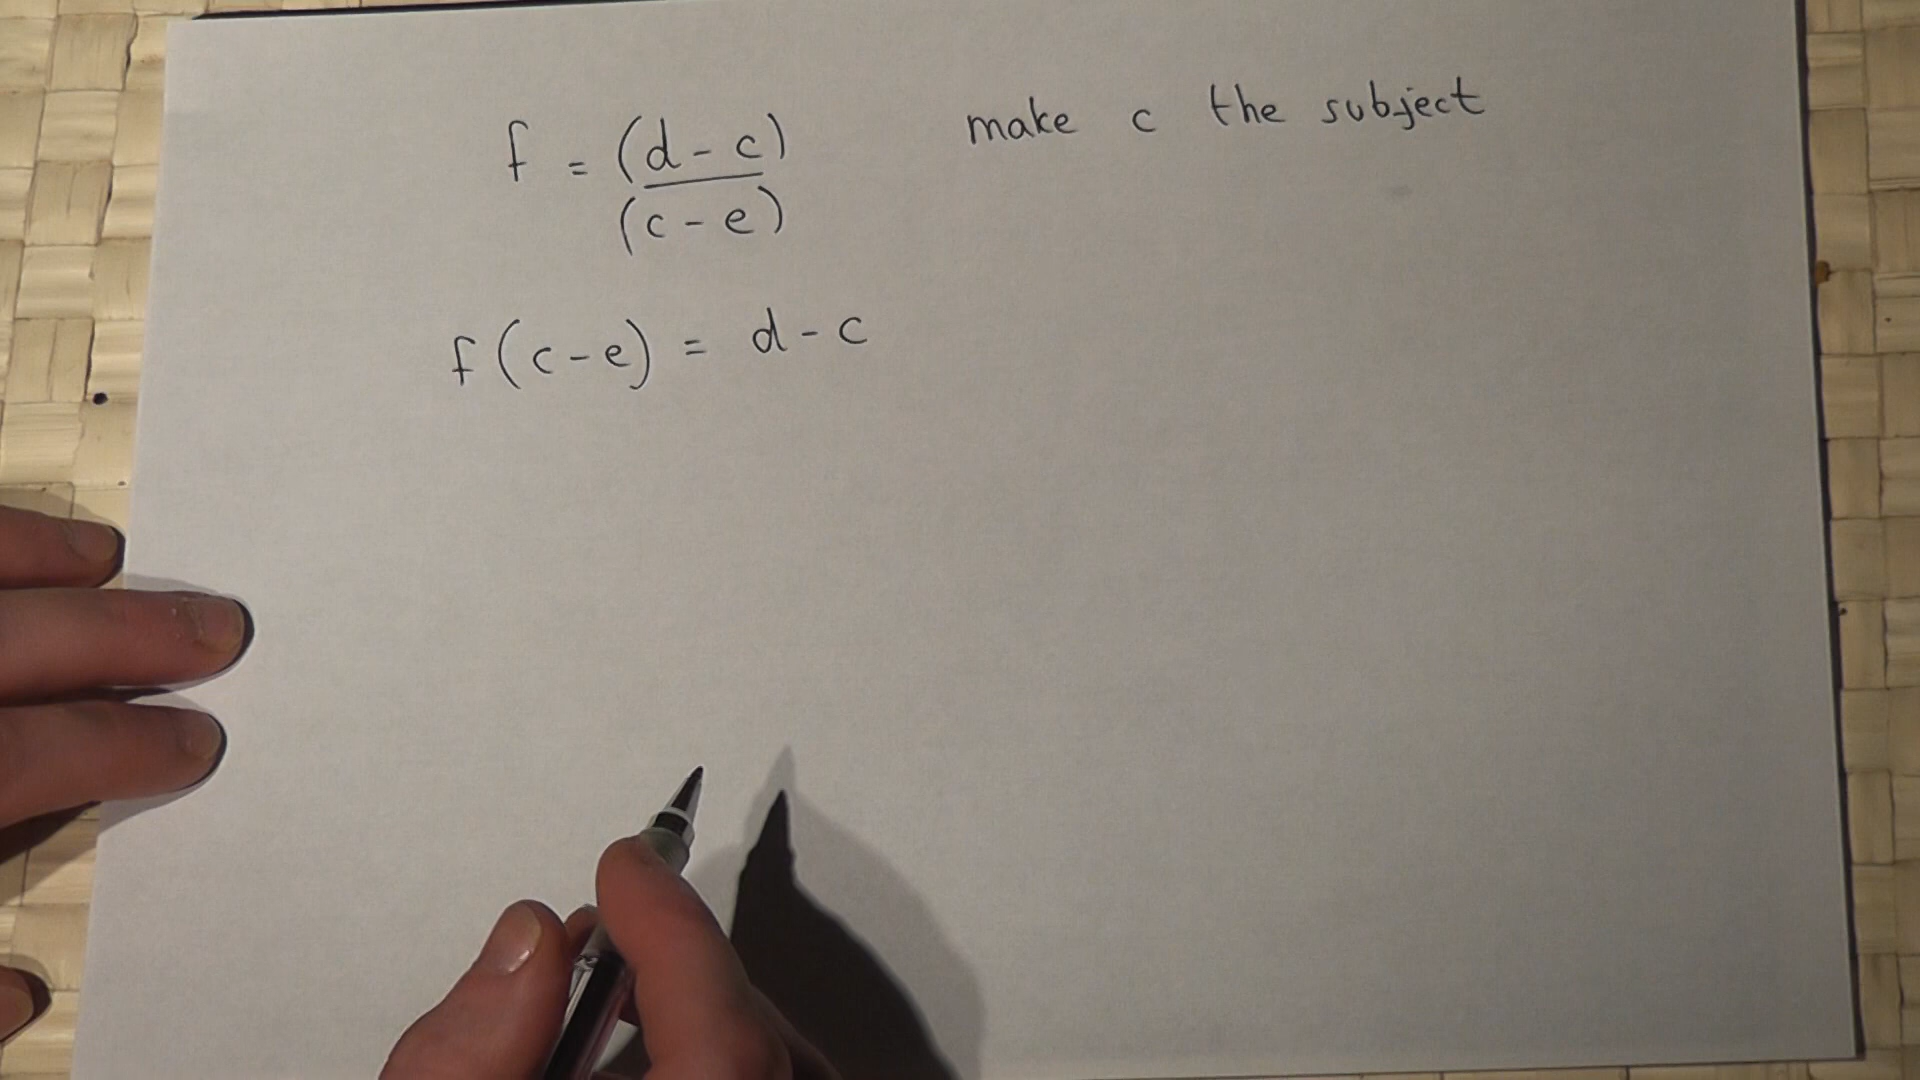 f = (d - c) / (c - e) make c the subject
f(c - e) = d - c